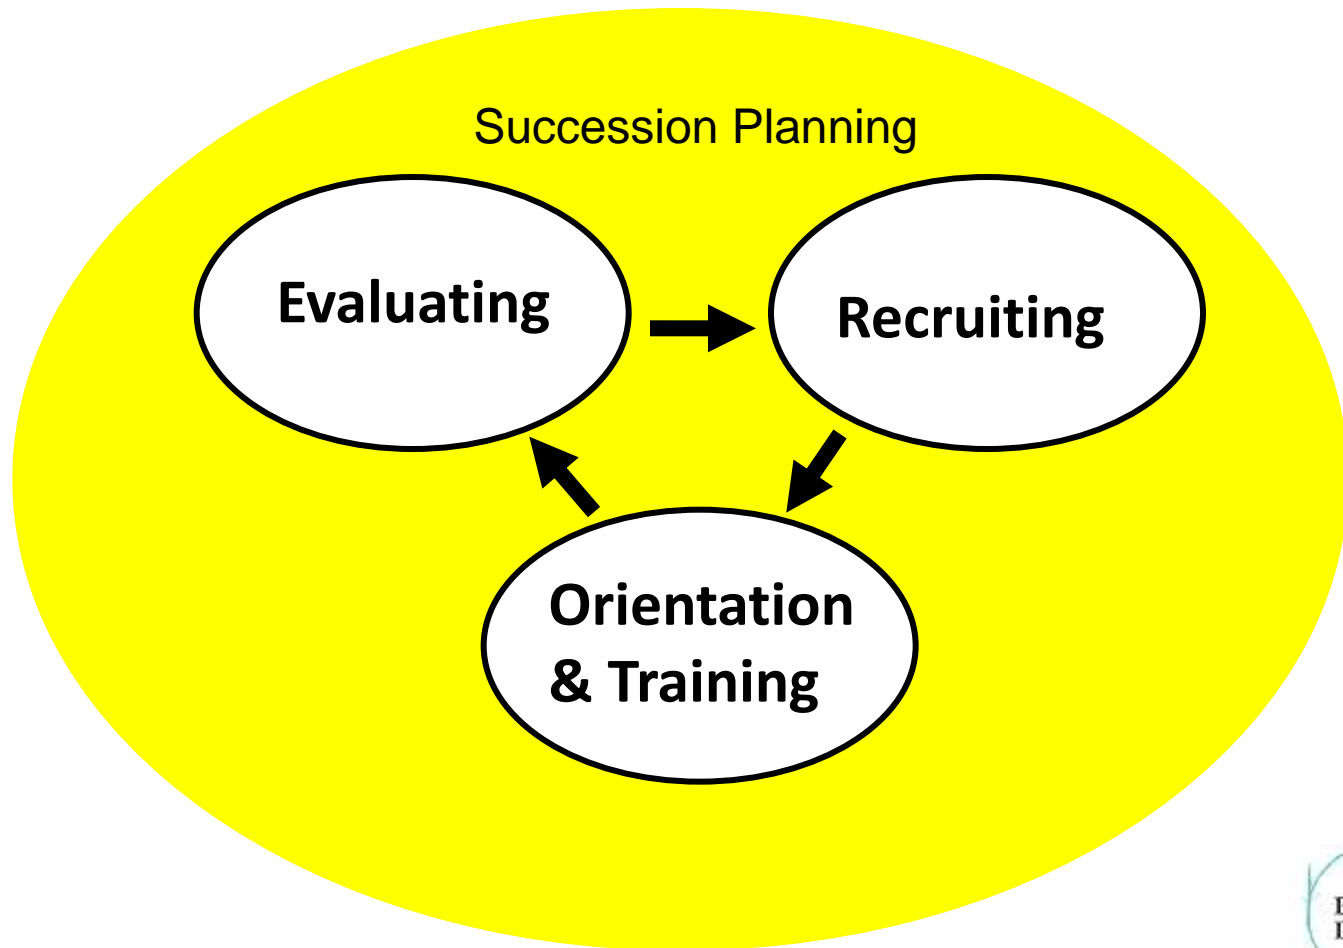 Succession Planning
Evaluating
Recruiting
Orientation
& Training